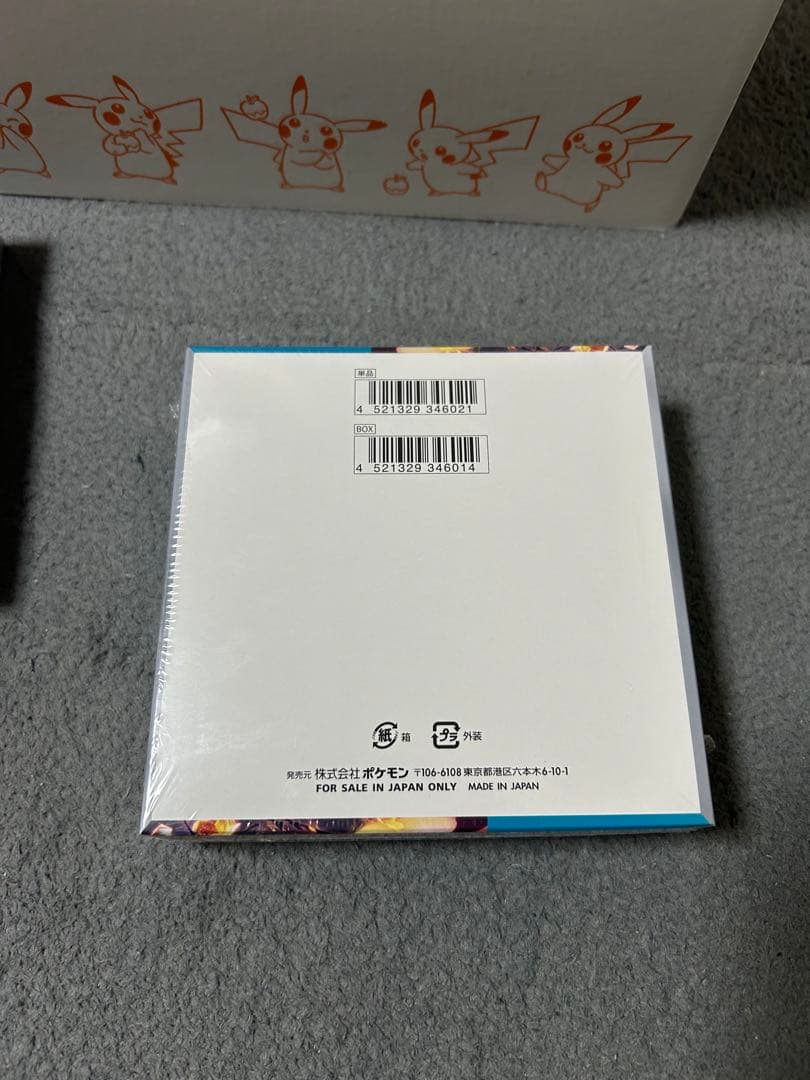 単品
4 521329 346021
BOX
4 521329 346014
紙 箱 プラ 外装
発売元 株式会社ポケモン 〒106-6108 東京都港区六本木6-10-1
FOR SALE IN JAPAN ONLY MADE IN JAPAN